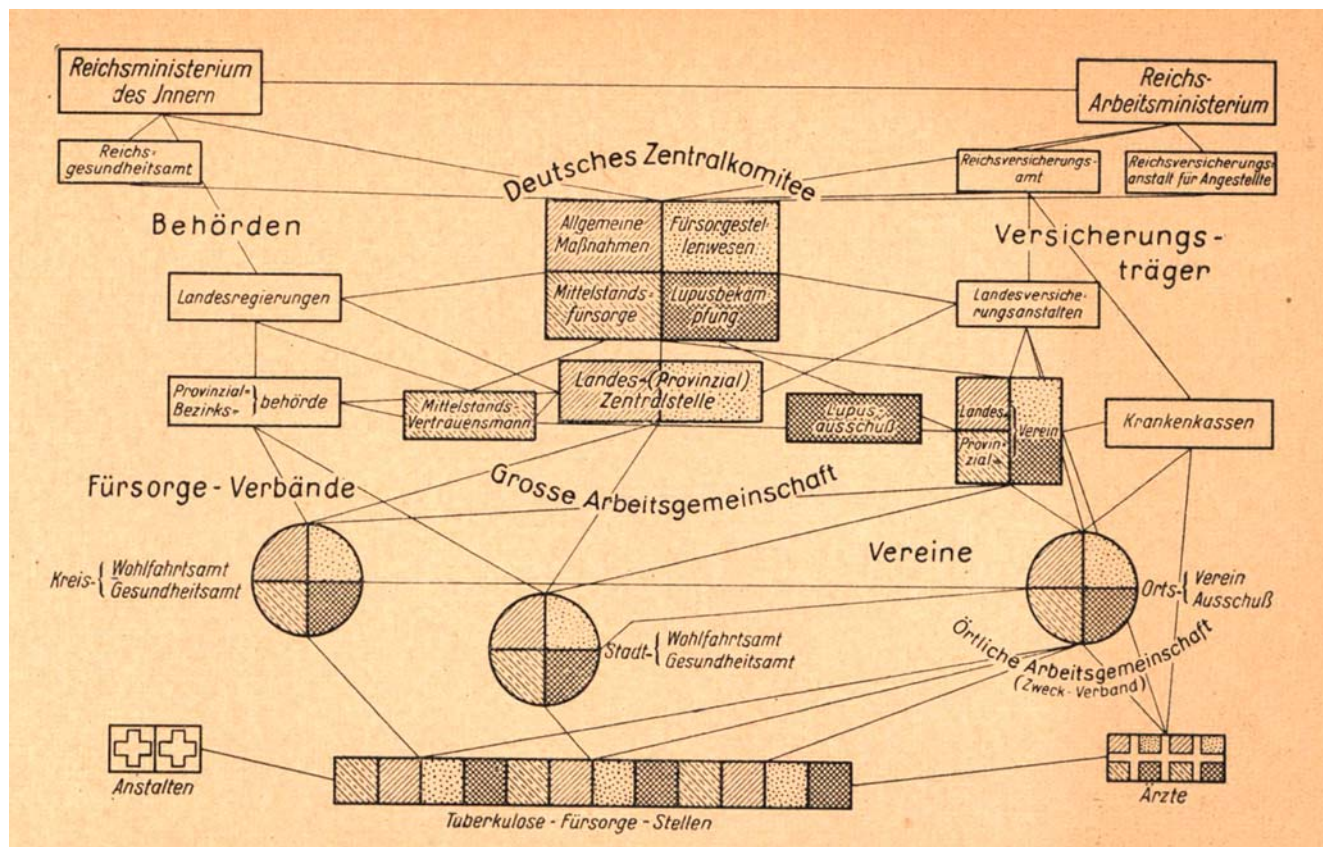 Reichsministerium
des Jnnern
Reichs-
Arbeitsministerium
Reichs-
gesundheitsamt
Deutsches Zentralkomitee
Reichsversicherungs-
amt
Reichsversicherungs-
anstalt für Angestellte
Behörden
Allgemeine
Maßnahmen
Fürsorgestel-
lenwesen
Versicherungs-
träger
Landesregierungen
Mittelstands-
fürsorge
Lupusbekäm
pfung
Landesversiche-
rungsanstalten
Provinzial-
Bezirks-
behörde
Mittelstands
Vertrauensmann
Landes-(Provinzial)
Zentralstelle
Lupus-
ausschuß
Landes-
Provin-
zial-
Verein
Krankenkassen
Fürsorge-Verbände
Grosse Arbeitsgemeinschaft
Vereine
Kreis-
Wohlfahrtsamt
Gesundheitsamt
Stadt-
Wohlfahrtsamt
Gesundheitsamt
Orts-
Verein
Ausschuß
Örtliche Arbeitsgemeinschaft
(Zweck-Verband)
Anstalten
Tuberkulose-Fürsorge-Stellen
Ärzte